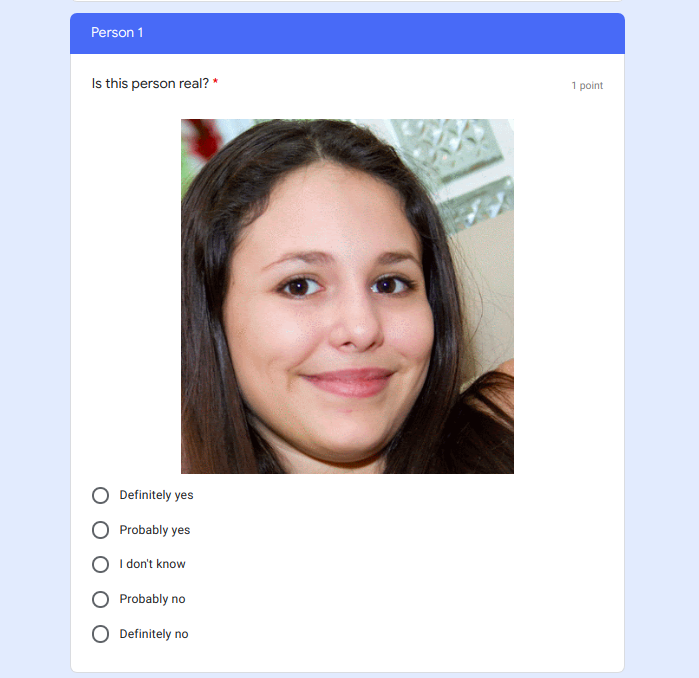 Person 1
Is this person real? *
1 point
Definitely yes
Probably yes
I don't know
Probably no
Definitely no